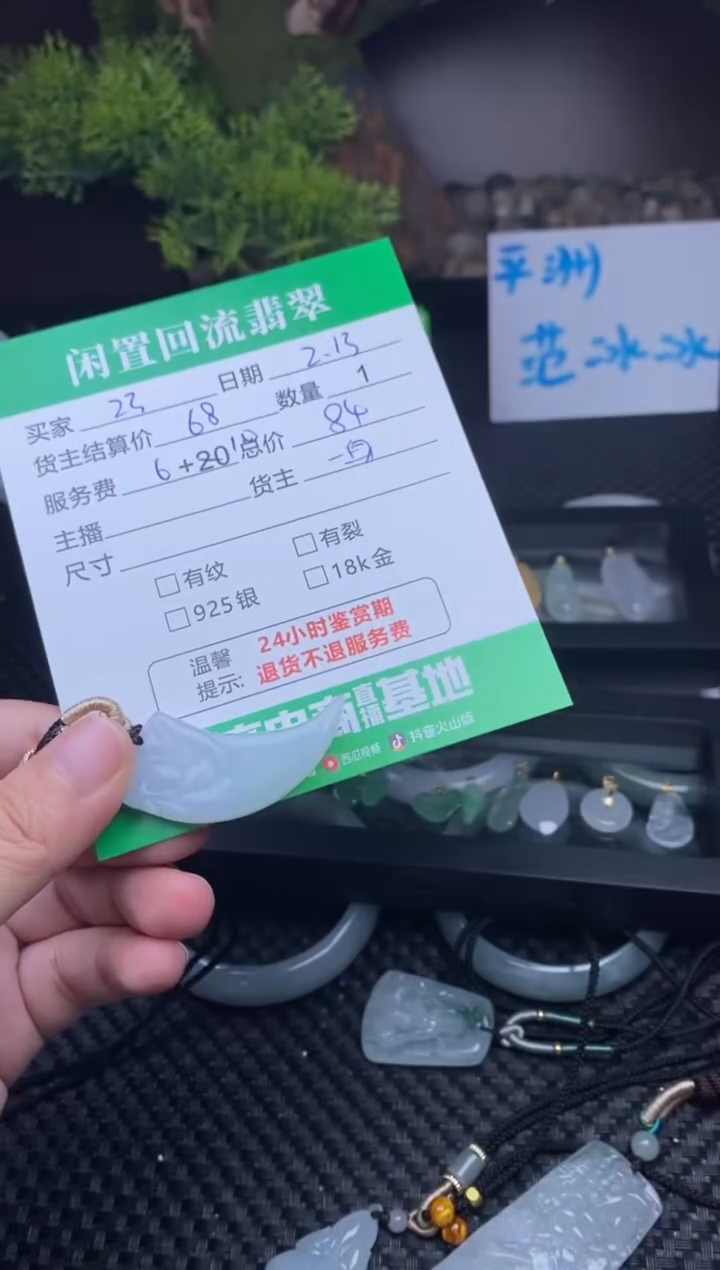 平洲
范冰冰
闲置回流翡翠
买家 23 日期 2.13
货主结算价 68 数量 1
服务费 6+20 总价 84
主播 货主
尺寸
□有纹 □有裂
□925银 □18k金
温馨提示: 24小时鉴赏期
退货不退服务费
直播基地
西瓜视频 抖音火山版